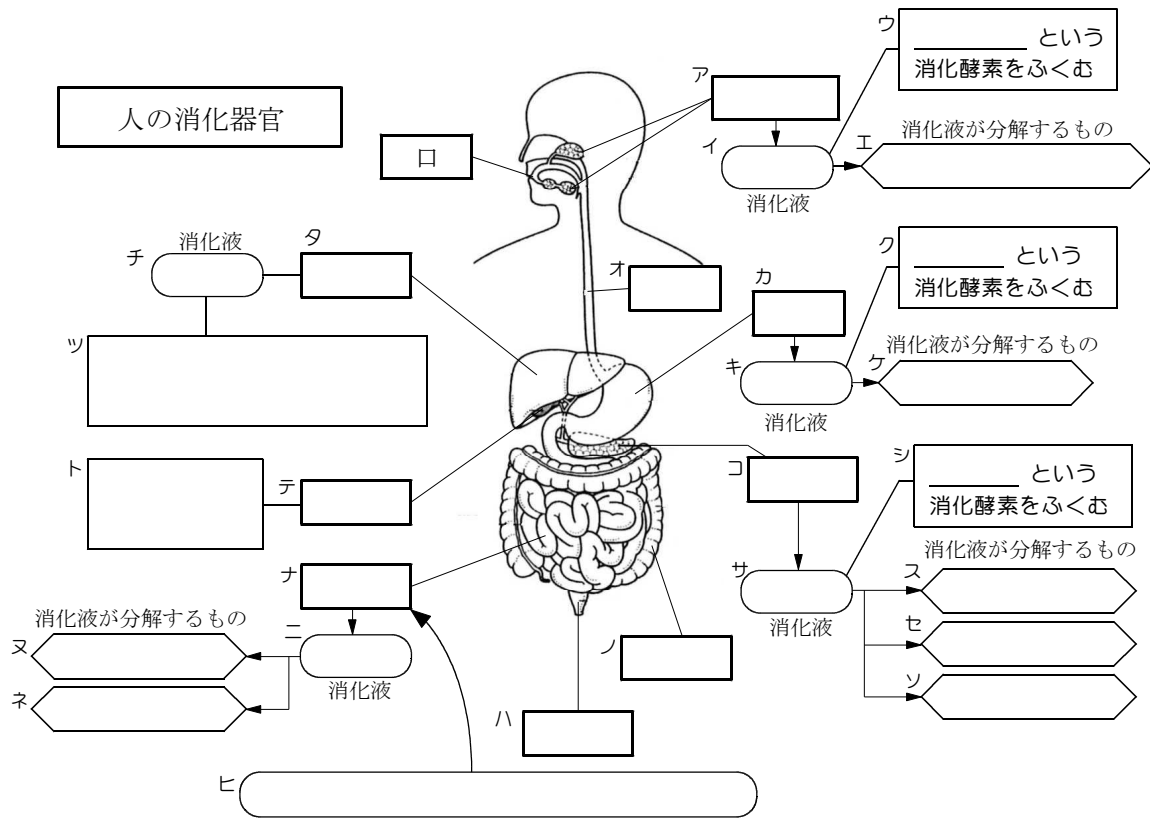 人の消化器官
口
ア
イ
消化液
ウ
という
消化酵素をふくむ
エ
消化液が分解するもの
オ
カ
キ
消化液
ク
という
消化酵素をふくむ
ケ
消化液が分解するもの
コ
サ
消化液
シ
という
消化酵素をふくむ
消化液が分解するもの
ス
セ
ソ
タ
チ
消化液
ツ
テ
ト
ナ
ニ
消化液
消化液が分解するもの
ヌ
ネ
ノ
ハ
ヒ